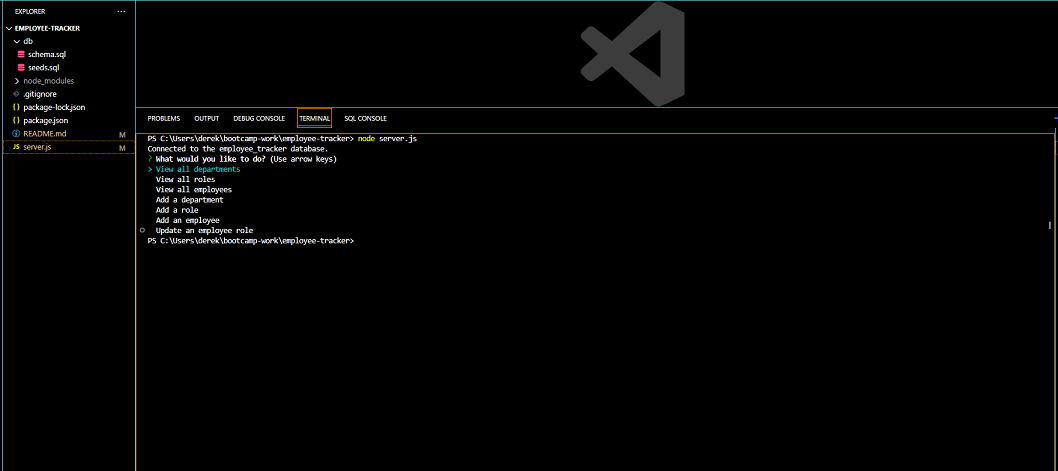 EXPLORER
EMPLOYEE-TRACKER
db
schema.sql
seeds.sql
node_modules
.gitignore
package-lock.json
package.json
README.md M
server.js M
PROBLEMS OUTPUT DEBUG CONSOLE TERMINAL SQL CONSOLE
PS C:\Users\derek\bootcamp-work\employee-tracker> node server.js
Connected to the employee_tracker database.
? What would you like to do? (Use arrow keys)
> View all departments
View all roles
View all employees
Add a department
Add a role
Add an employee
Update an employee role
PS C:\Users\derek\bootcamp-work\employee-tracker>